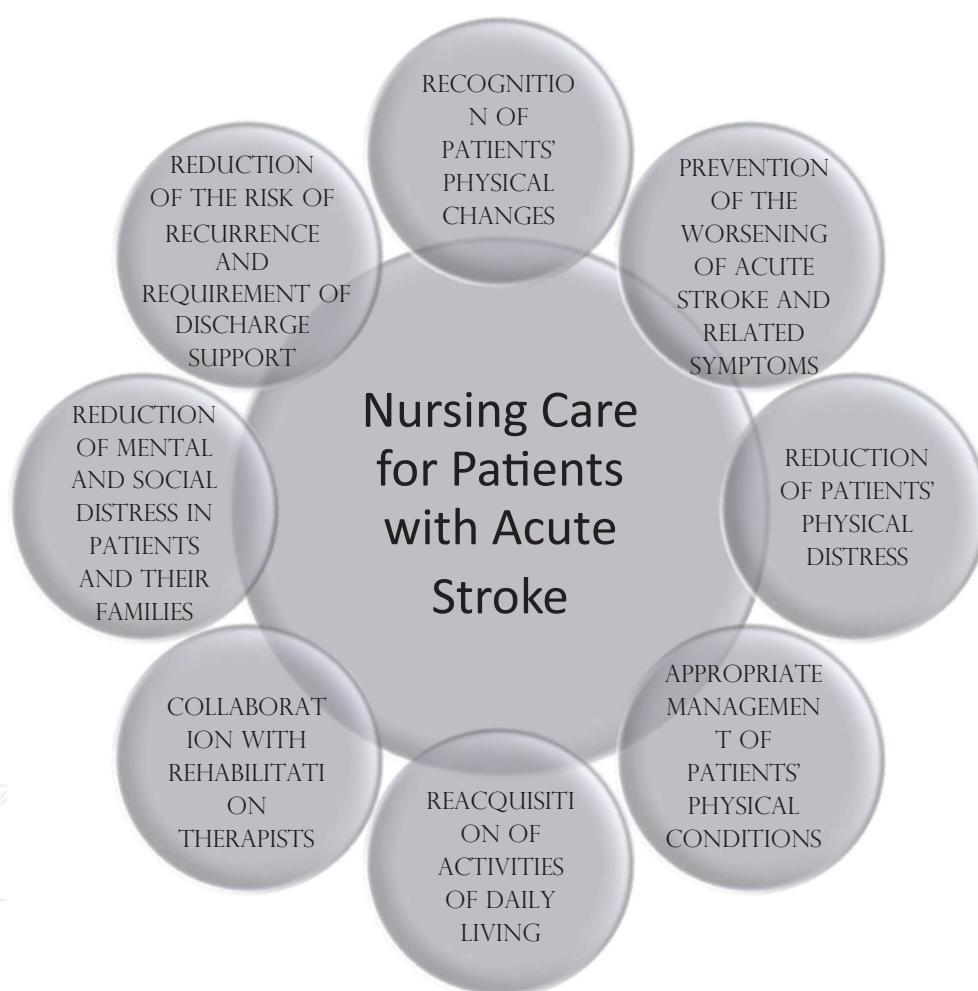 RECOGNITIO
N OF
PATIENTS'
PHYSICAL
CHANGES
PREVENTION
OF THE
WORSENING
OF ACUTE
STROKE AND
RELATED
SYMPTOMS
REDUCTION
OF PATIENTS'
PHYSICAL
DISTRESS
APPROPRIATE
MANAGEMEN
T OF
PATIENTS'
PHYSICAL
CONDITIONS
REACQUISITI
ON OF
ACTIVITIES
OF DAILY
LIVING
COLLABORAT
ION WITH
REHABILITATI
ON
THERAPISTS
REDUCTION
OF MENTAL
AND SOCIAL
DISTRESS IN
PATIENTS
AND THEIR
FAMILIES
REDUCTION
OF THE RISK OF
RECURRENCE
AND
REQUIREMENT OF
DISCHARGE
SUPPORT
Nursing Care
for Patients
with Acute
Stroke